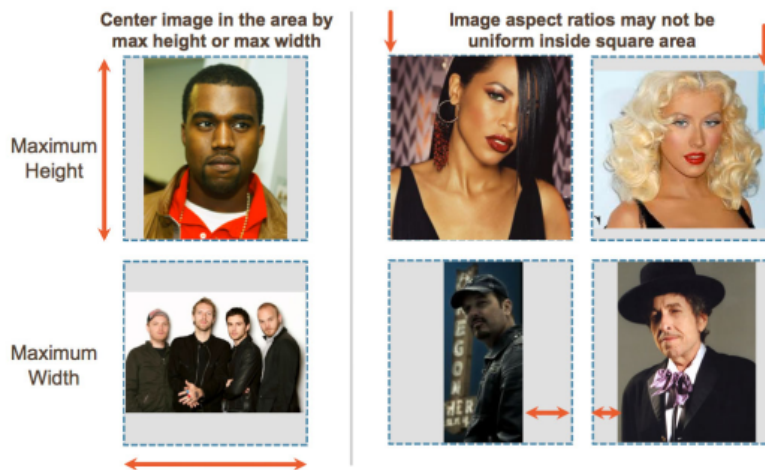 Center image in the area by
max height or max width
Image aspect ratios may not be
uniform inside square area
Maximum
Height
Maximum
Width